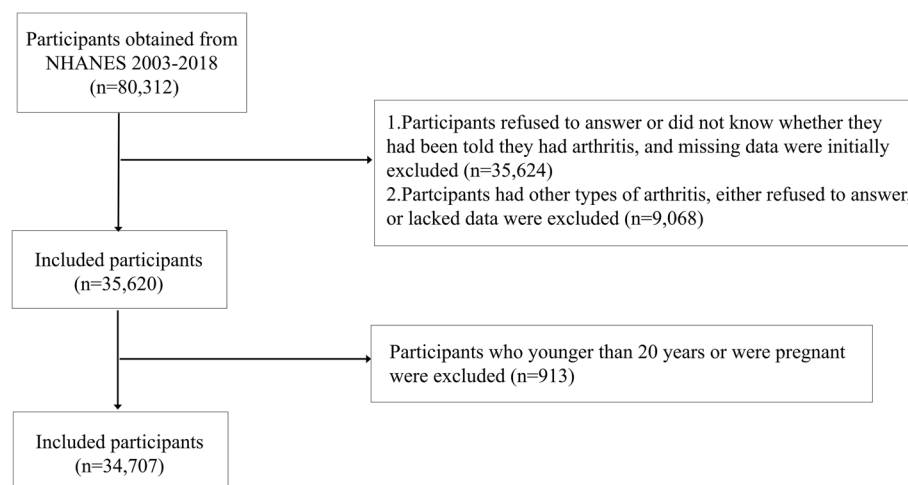 Participants obtained from
NHANES 2003-2018
(n=80,312)
1.Participants refused to answer or did not know whether they
had been told they had arthritis, and missing data were initially
excluded (n=35,624)
2.Partcipants had other types of arthritis, either refused to answer,
or lacked data were excluded (n=9,068)
Included participants
(n=35,620)
Participants who younger than 20 years or were pregnant
were excluded (n=913)
Included participants
(n=34,707)